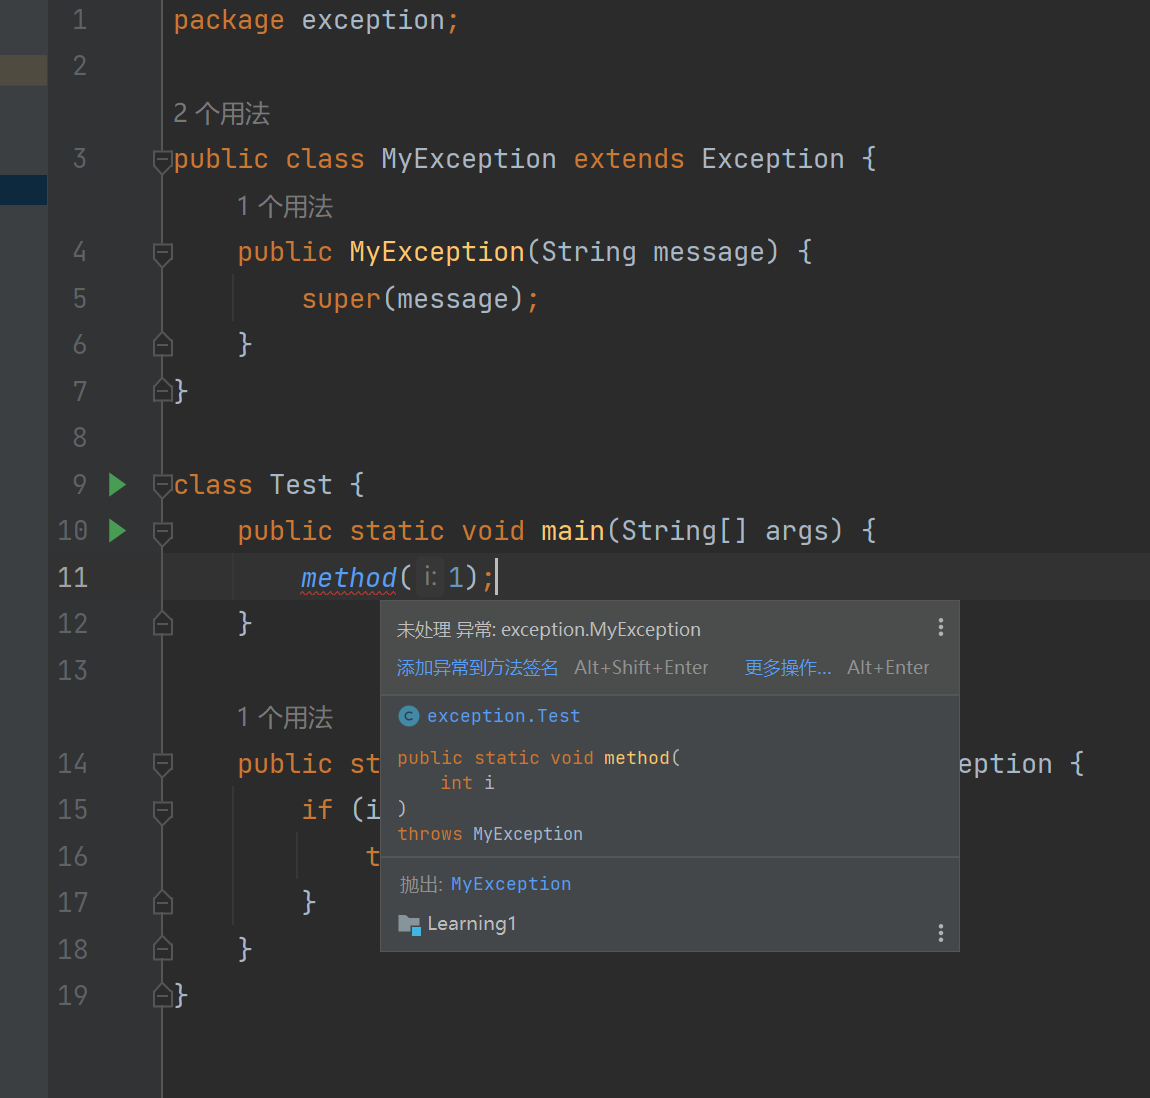 1 package exception;
2
2 个用法
3 public class MyException extends Exception {
1 个用法
4 public MyException(String message) {
5 super(message);
6 }
7 }
8
9 class Test {
10 public static void main(String[] args) {
11 method( i: 1);
12 }
13
1 个用法
14 public st eption {
15 if (i
16 t
17 }
18 }
19 }
未处理 异常: exception.MyException
添加异常到方法签名 Alt+Shift+Enter 更多操作... Alt+Enter
C exception.Test
public static void method(
int i
)
throws MyException
抛出: MyException
Learning1